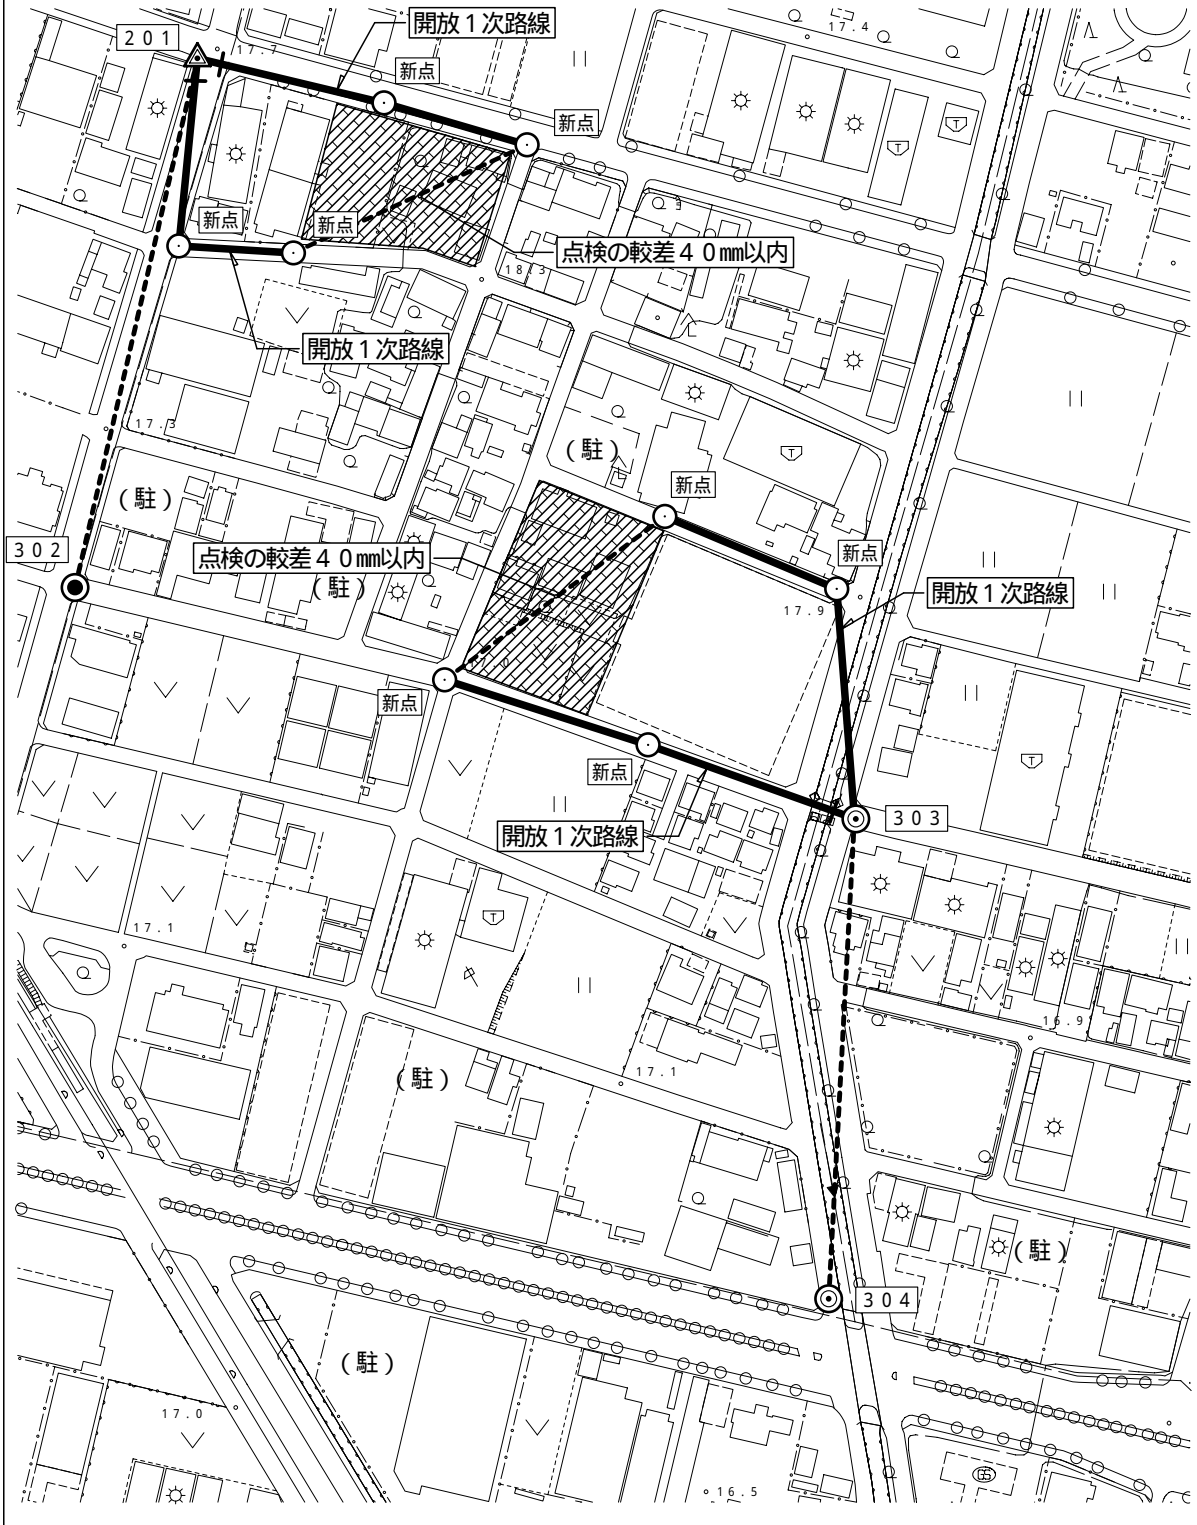 開放１次路線
201
17.7
17.4
新点
新点
T
T
新点
新点
点検の較差４０mm以内
18.3
開放１次路線
17.3
(駐)
T
新点
(駐)
302
点検の較差４０mm以内
(駐)
新点
開放１次路線
17.9
17.0
新点
新点
T
開放１次路線
303
T
17.1
16.9
(駐)
17.1
(駐)
304
(駐)
17.0
GS
16.5